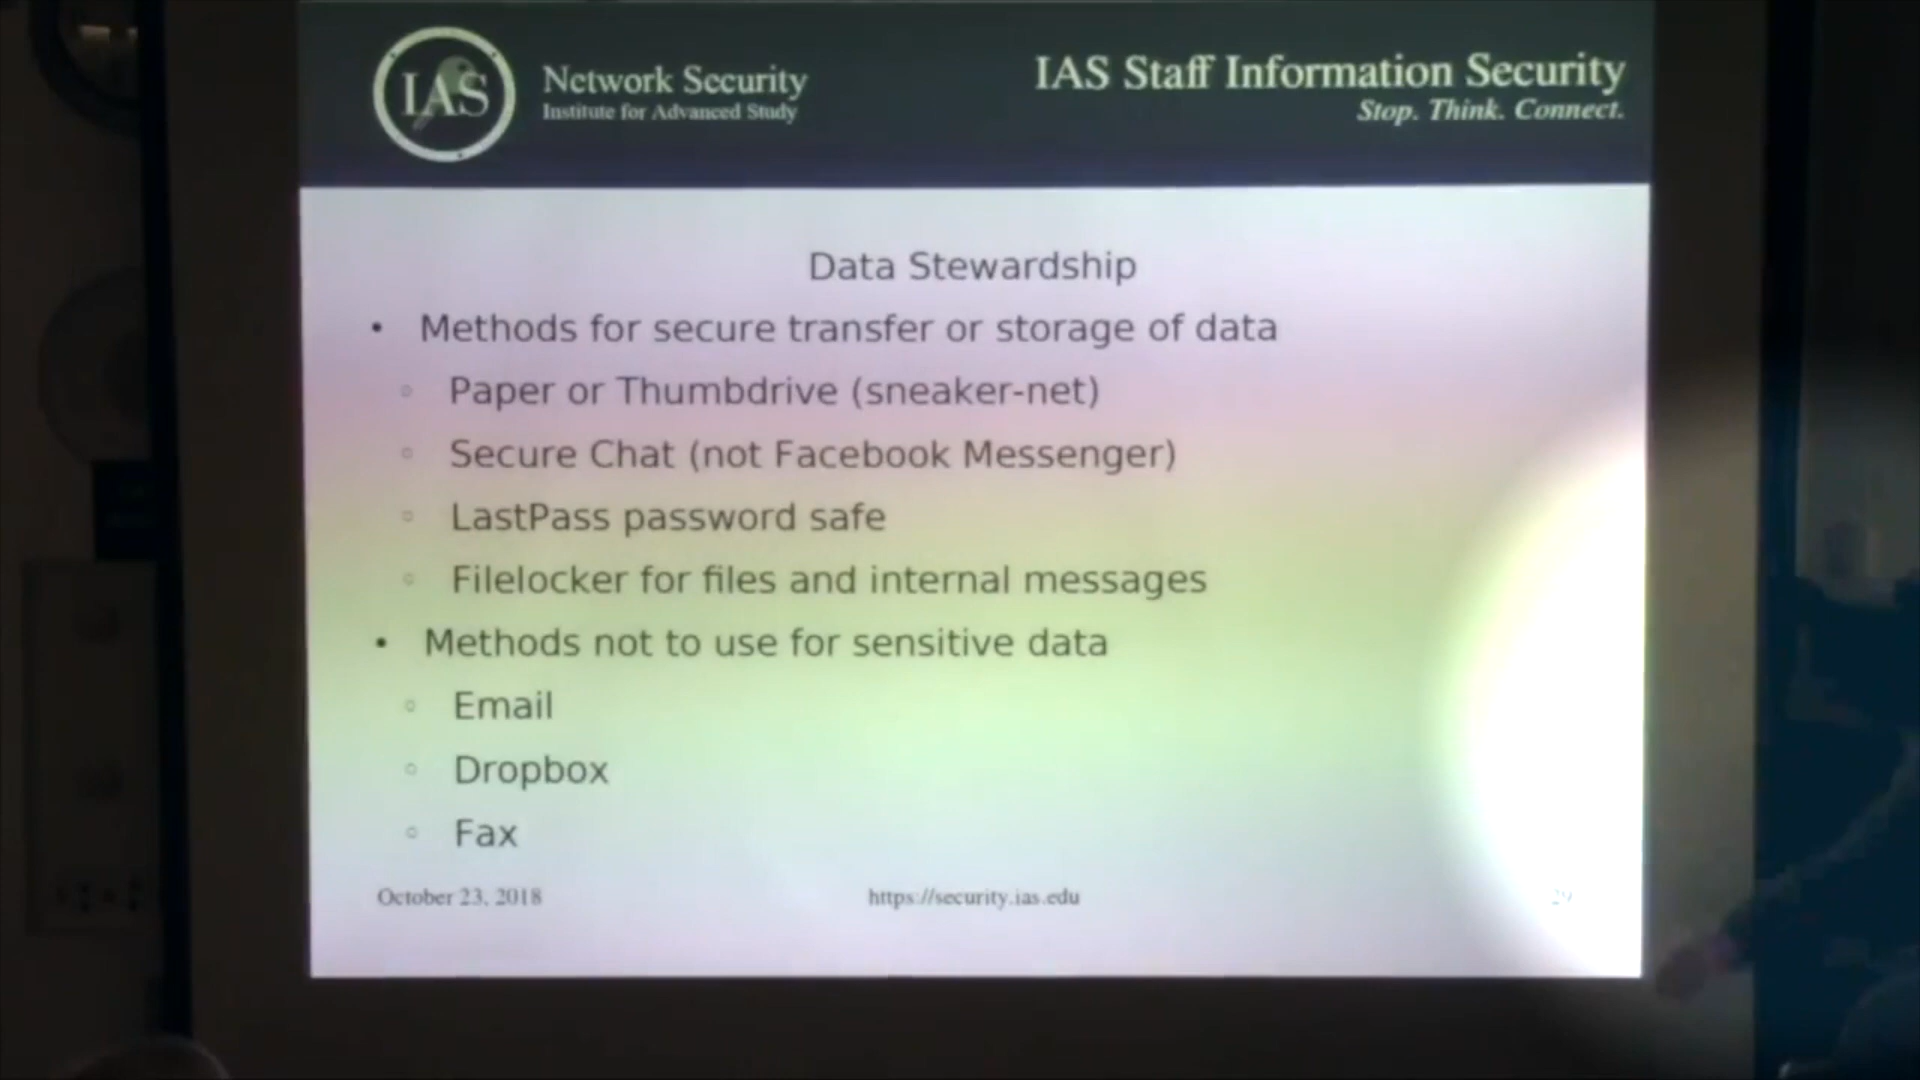 IAS
Network Security
Institute for Advanced Study
IAS Staff Information Security
Stop. Think. Connect.
Data Stewardship
• Methods for secure transfer or storage of data
◦ Paper or Thumbdrive (sneaker-net)
◦ Secure Chat (not Facebook Messenger)
◦ LastPass password safe
◦ Filelocker for files and internal messages
• Methods not to use for sensitive data
◦ Email
◦ Dropbox
◦ Fax
October 23, 2018
https://security.ias.edu
29